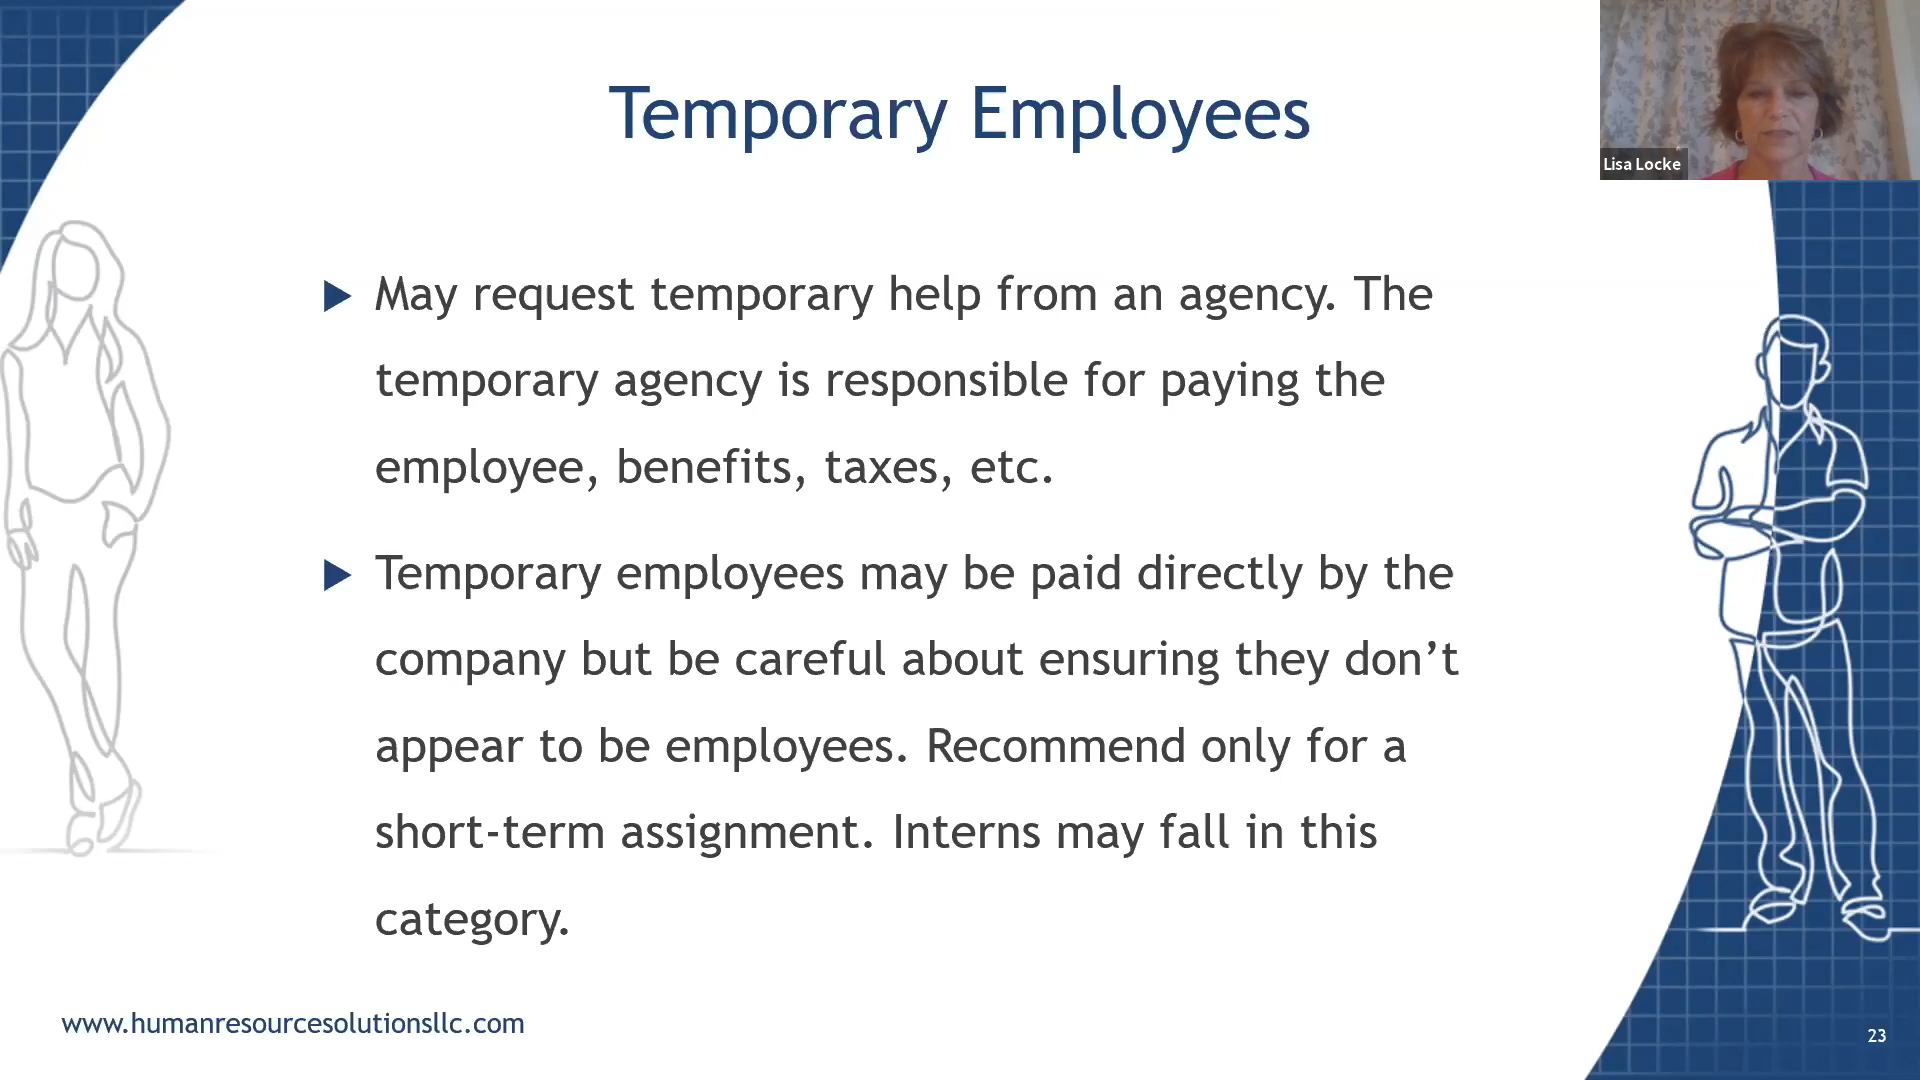 Temporary Employees
Lisa Locke
May request temporary help from an agency. The
temporary agency is responsible for paying the
employee, benefits, taxes, etc.
Temporary employees may be paid directly by the
company but be careful about ensuring they don’t
appear to be employees. Recommend only for a
short-term assignment. Interns may fall in this
category.
www.humanresourcesolutionsllc.com
23